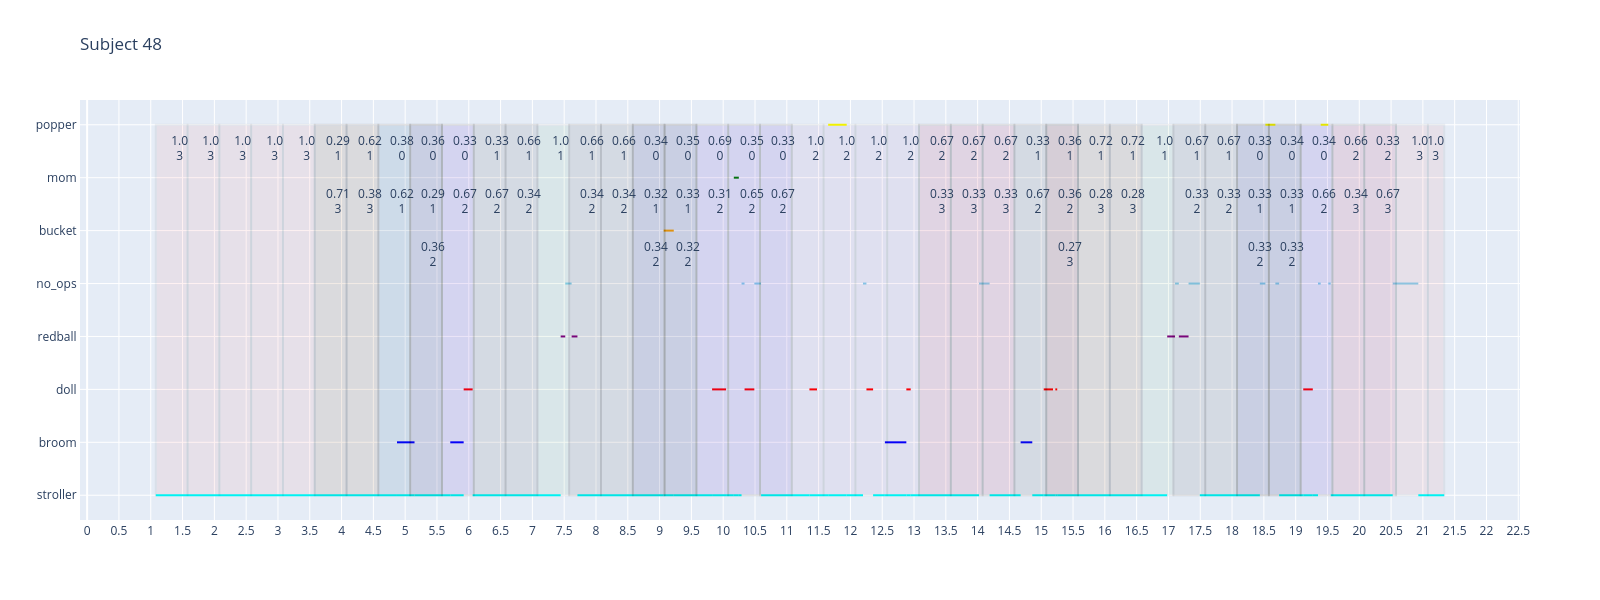 Subject 48
popper
1.0 1.0 1.0 1.0 1.0 0.29 0.62 0.38 0.36 0.33 0.33 0.66 1.0 0.66 0.66 0.34 0.35 0.69 0.35 0.33 1.0 1.0 1.0 1.0 0.67 0.67 0.67 0.33 0.36 0.72 0.72 1.0 0.67 0.67 0.33 0.34 0.34 0.66 0.33 1.0 1.0
3 3 3 3 3 1 1 0 0 0 1 1 1 1 1 0 0 0 0 0 2 2 2 2 2 2 2 1 1 1 1 1 1 1 0 0 0 2 2 3 3
mom
0.71 0.38 0.62 0.29 0.67 0.67 0.34 0.34 0.34 0.32 0.33 0.31 0.65 0.67 0.33 0.33 0.33 0.67 0.36 0.28 0.28 0.33 0.33 0.33 0.33 0.66 0.34 0.67
3 3 1 1 2 2 2 2 2 1 1 2 2 2 3 3 3 2 2 3 3 2 2 1 1 2 3 3
bucket
0.36 0.34 0.32 0.27 0.33 0.33
2 2 2 3 2 2
no_ops
redball
doll
broom
stroller
0 0.5 1 1.5 2 2.5 3 3.5 4 4.5 5 5.5 6 6.5 7 7.5 8 8.5 9 9.5 10 10.5 11 11.5 12 12.5 13 13.5 14 14.5 15 15.5 16 16.5 17 17.5 18 18.5 19 19.5 20 20.5 21 21.5 22 22.5